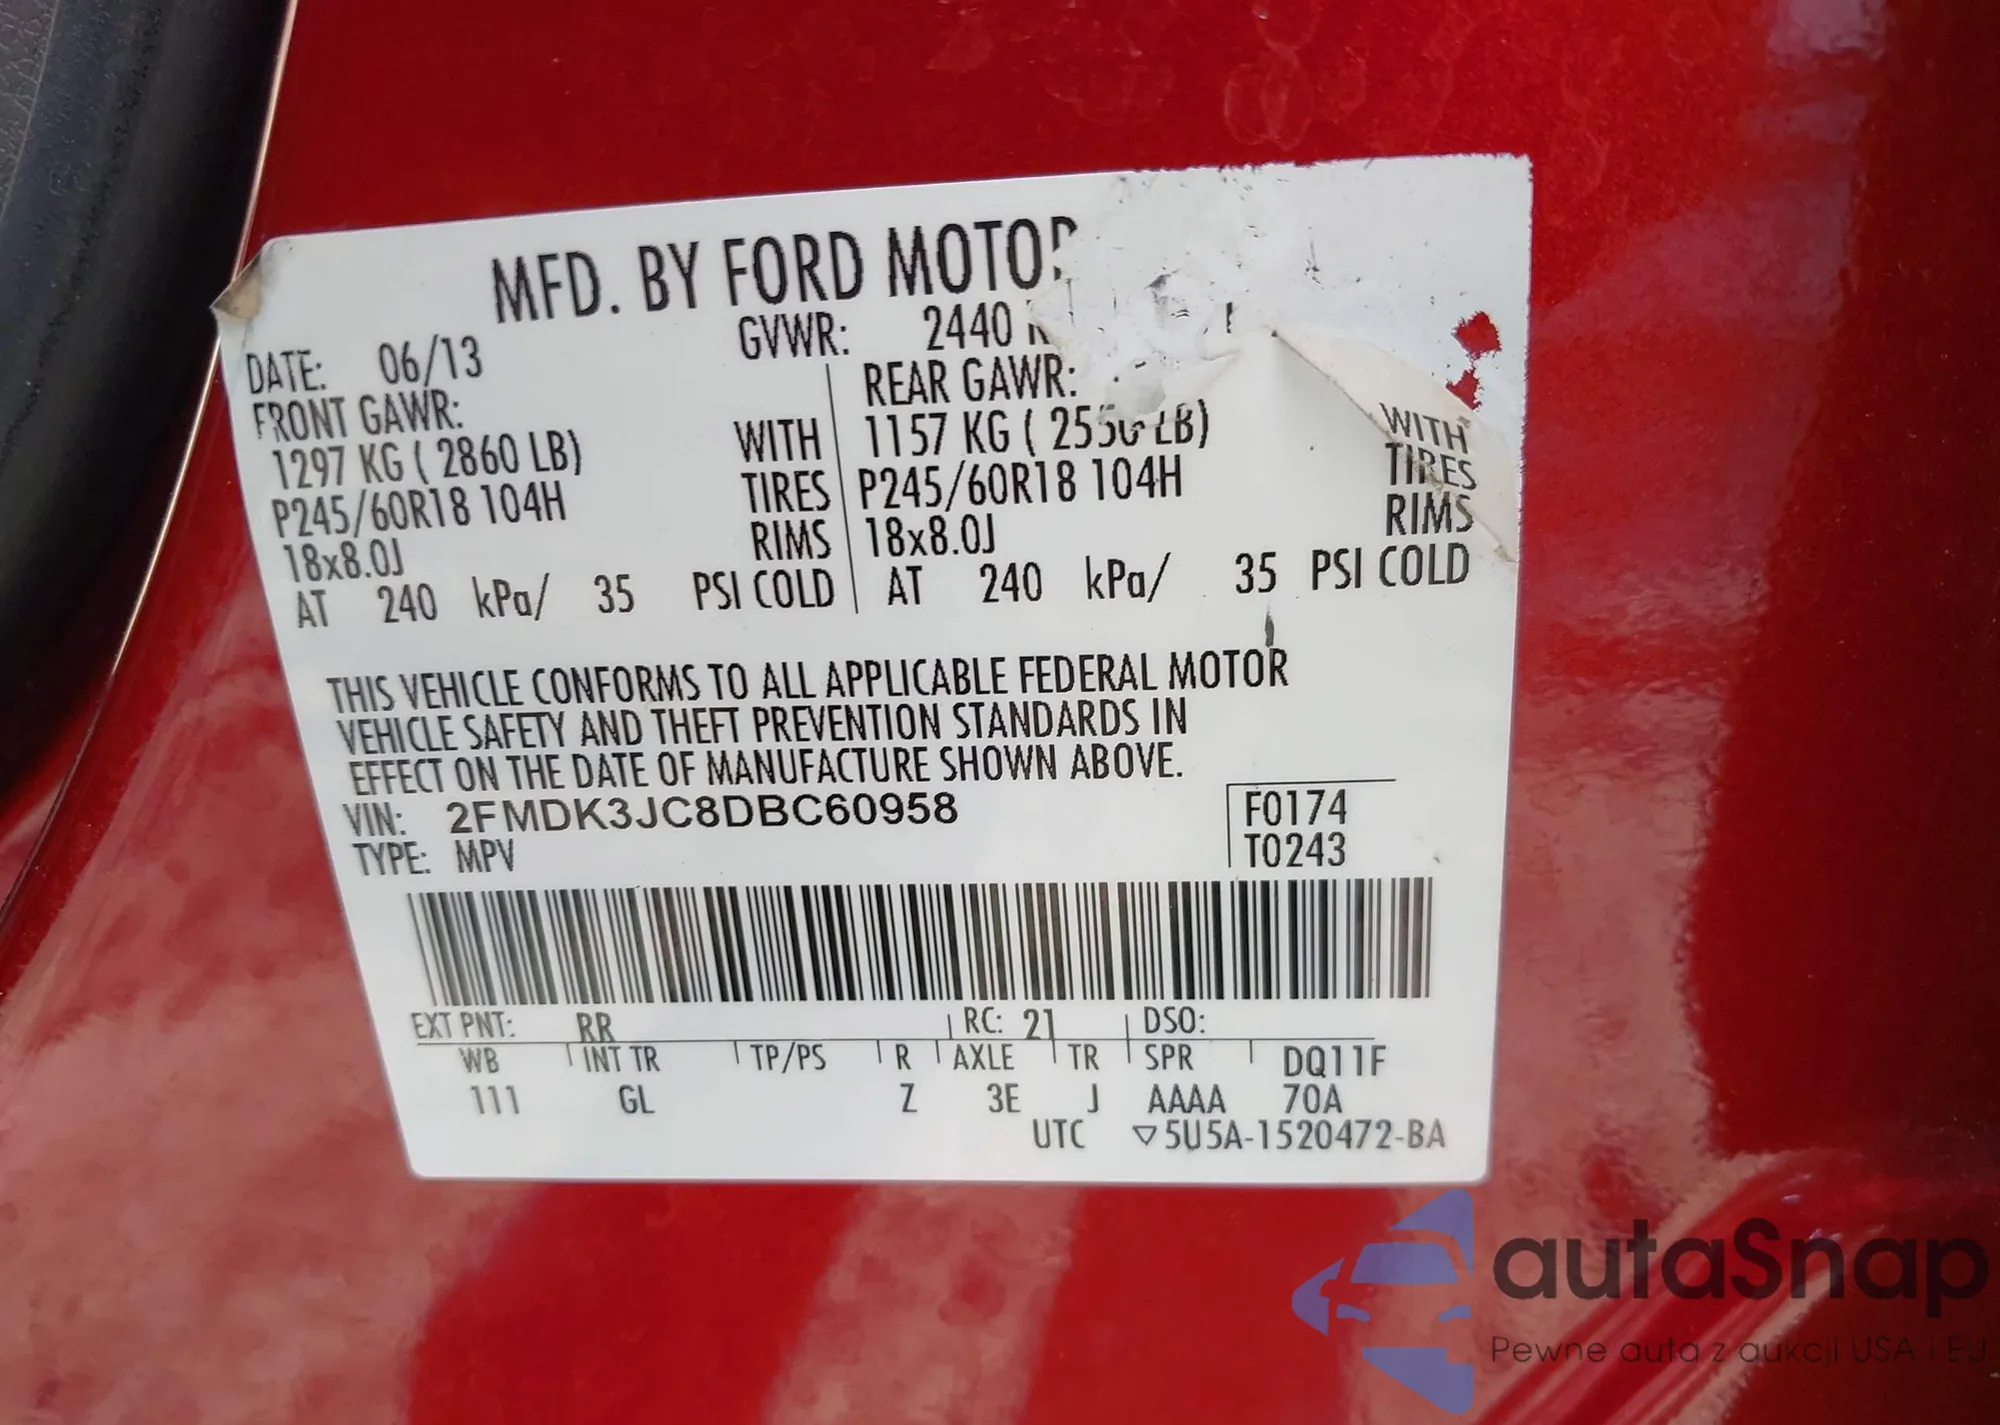 MFD. BY FORD MOTOR
DATE: 06/13 GVWR: 2440
FRONT GAWR: REAR GAWR:
1297 KG ( 2860 LB) WITH 1157 KG ( 2550 LB) WITH
P245/60R18 104H TIRES P245/60R18 104H TIRES
18x8.0J RIMS 18x8.0J RIMS
AT 240 kPa/ 35 PSI COLD AT 240 kPa/ 35 PSI COLD
THIS VEHICLE CONFORMS TO ALL APPLICABLE FEDERAL MOTOR
VEHICLE SAFETY AND THEFT PREVENTION STANDARDS IN
EFFECT ON THE DATE OF MANUFACTURE SHOWN ABOVE.
VIN: 2FMDK3JC8DBC60958 F0174
TYPE: MPV T0243
EXT PNT: RR RC: 21 DSO:
WB INT TR TP/PS R AXLE TR SPR DQ11F
111 GL Z 3E J AAAA 70A
UTC ▽5U5A-1520472-BA
autaSnap
Pewne auta z aukcji USA i EU